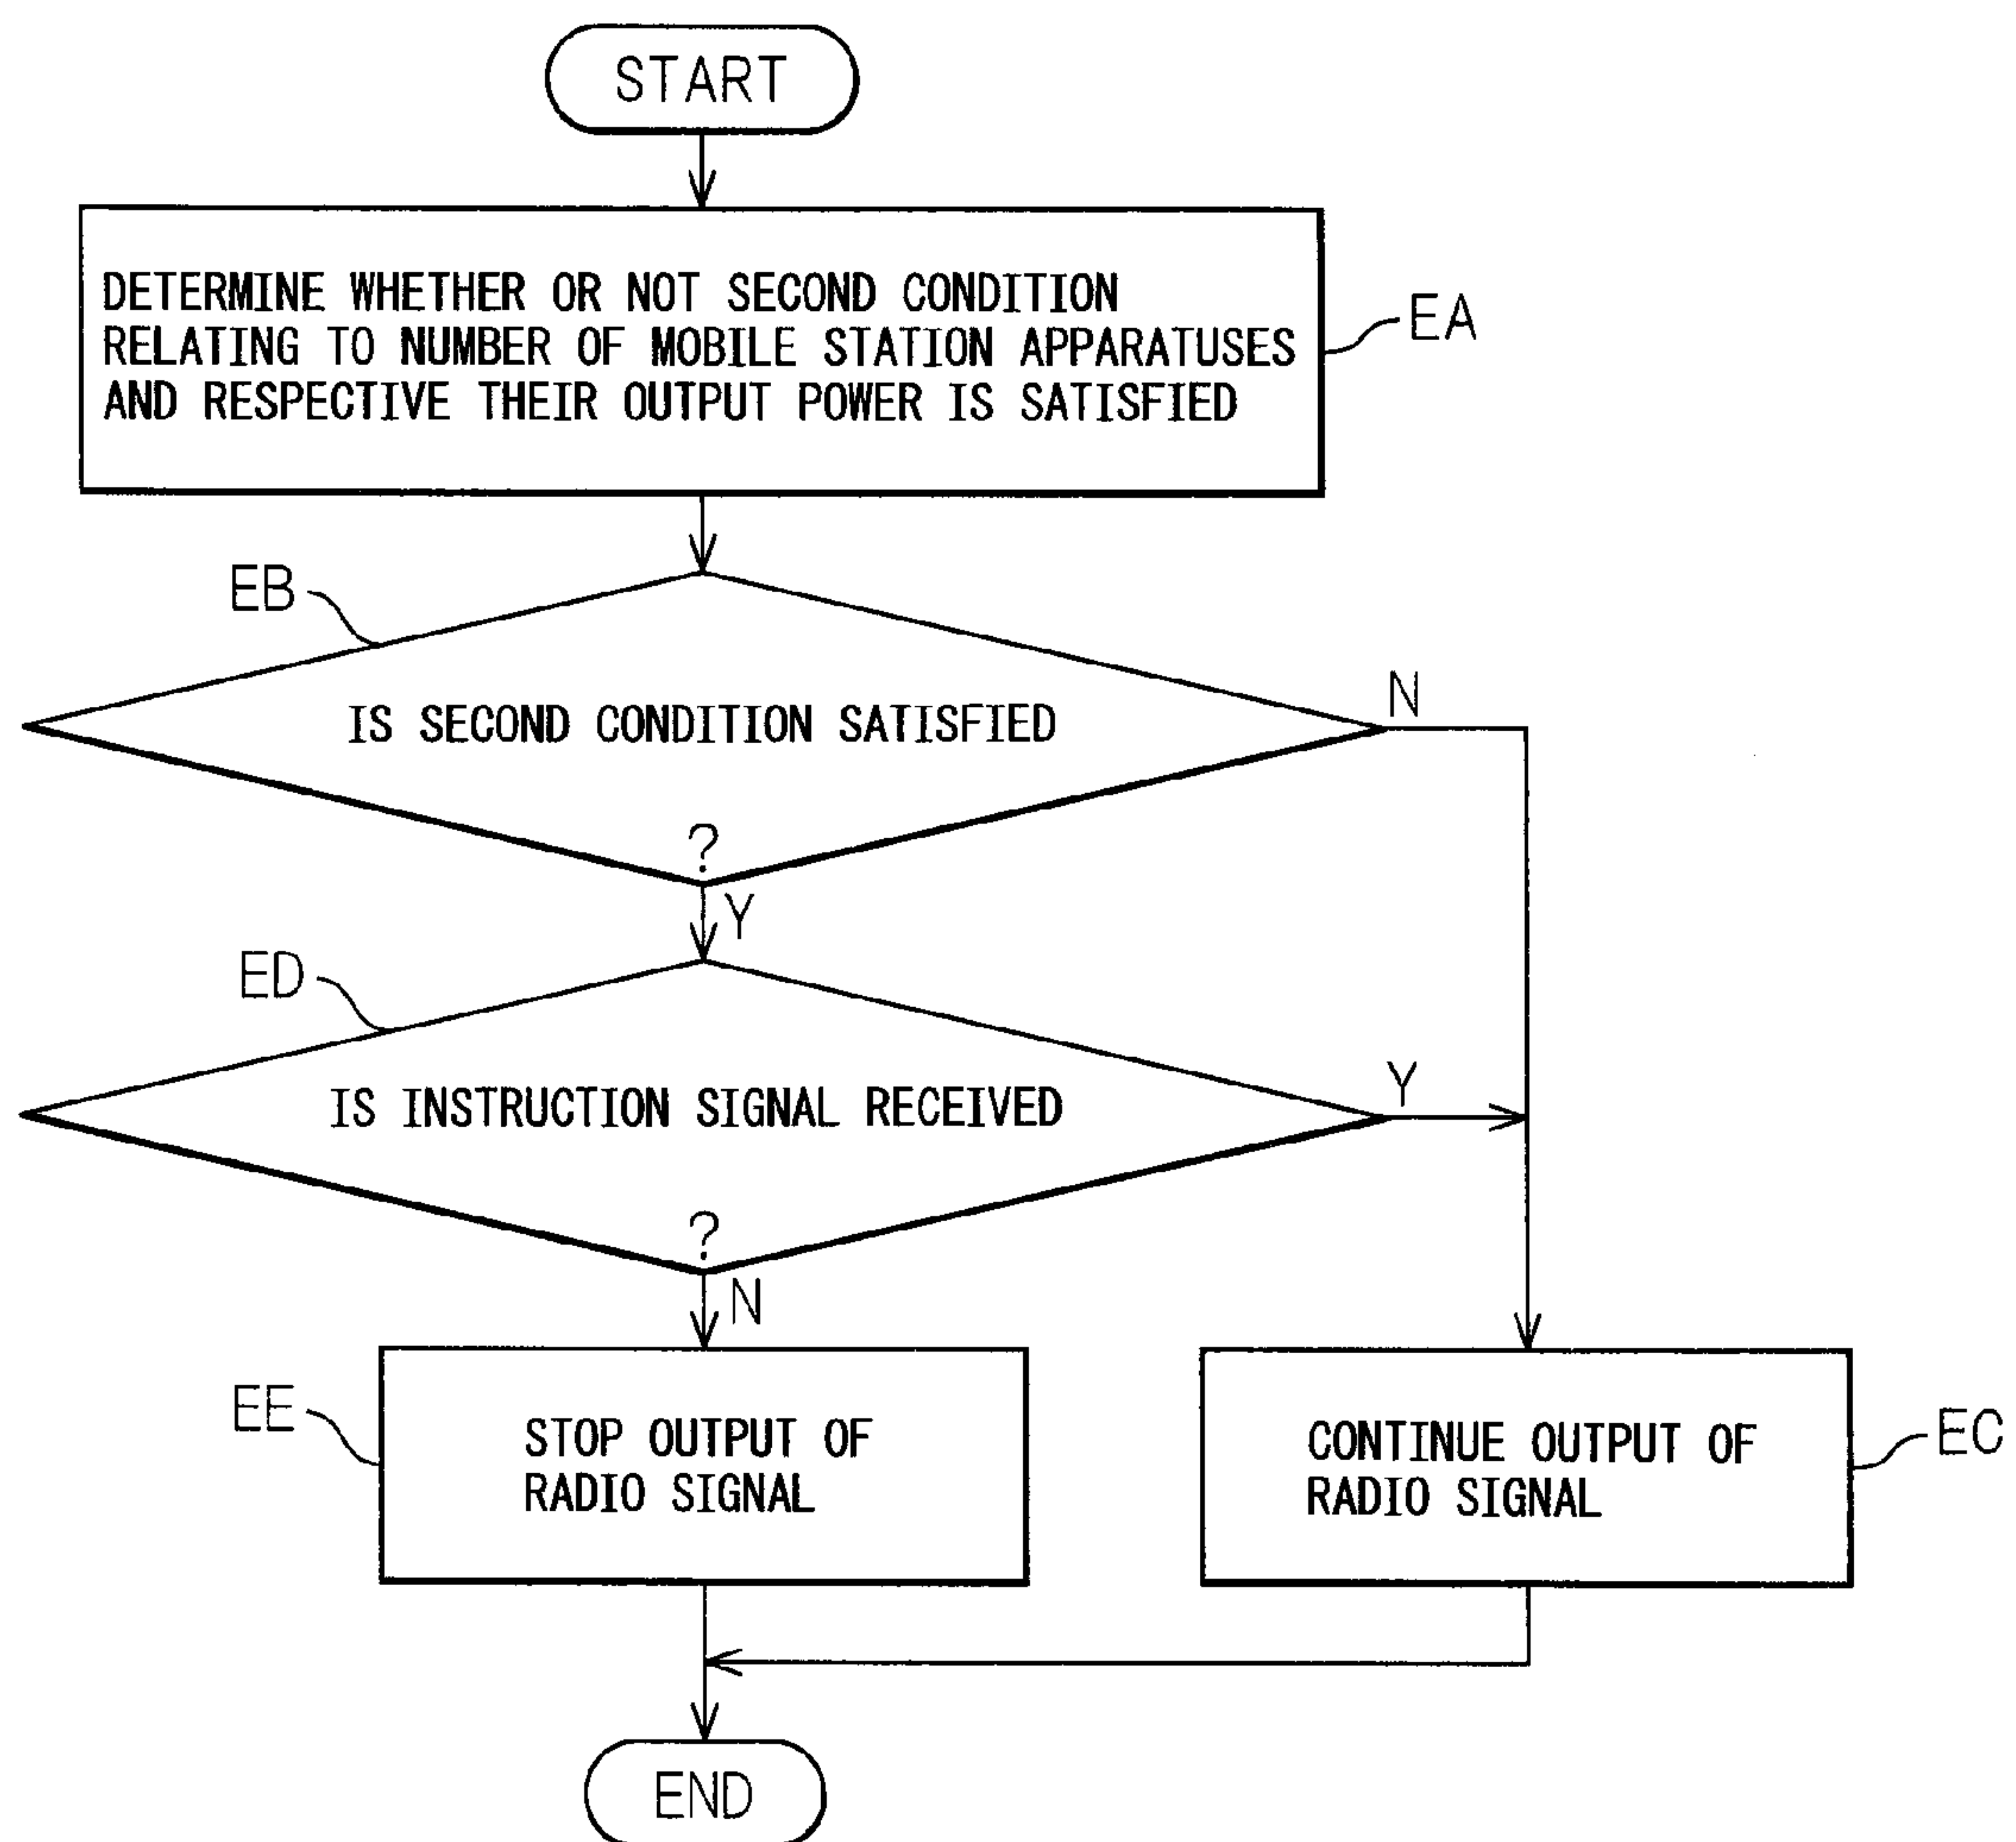 START
DETERMINE WHETHER OR NOT SECOND CONDITION
RELATING TO NUMBER OF MOBILE STATION APPARATUSES
AND RESPECTIVE THEIR OUTPUT POWER IS SATISFIED
EA
EB
IS SECOND CONDITION SATISFIED
N
?
Y
ED
IS INSTRUCTION SIGNAL RECEIVED
Y
?
N
EE
STOP OUTPUT OF
RADIO SIGNAL
CONTINUE OUTPUT OF
RADIO SIGNAL
EC
END